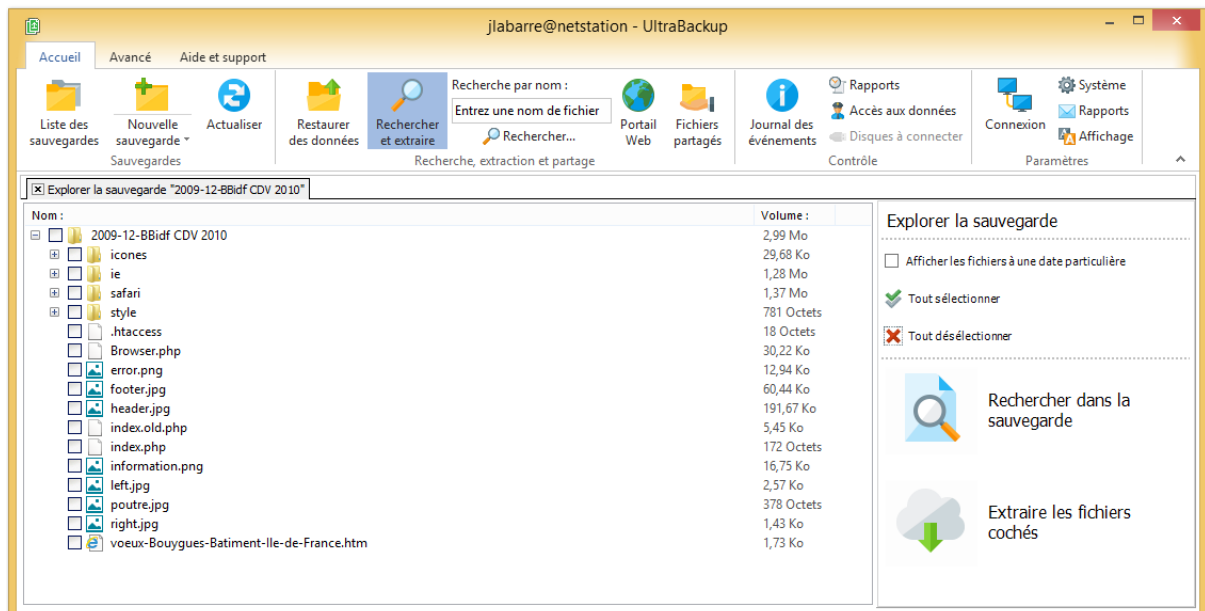 jlabarre@netstation - UltraBackup
Accueil Avancé Aide et support
Liste des sauvegardes
Nouvelle sauvegarde
Actualiser
Sauvegardes
Restaurer des données
Rechercher et extraire
Recherche par nom :
Entrez une nom de fichier
Rechercher...
Portail Web
Fichiers partagés
Recherche, extraction et partage
Journal des événements
Rapports
Accès aux données
Disques à connecter
Contrôle
Connexion
Système
Rapports
Affichage
Paramètres
Explorer la sauvegarde "2009-12-BBidf CDV 2010"
Nom : Volume :
2009-12-BBidf CDV 2010 2,99 Mo
icones 29,68 Ko
ie 1,28 Mo
safari 1,37 Mo
style 781 Octets
.htaccess 18 Octets
Browser.php 30,22 Ko
error.png 12,94 Ko
footer.jpg 60,44 Ko
header.jpg 191,67 Ko
index.old.php 5,45 Ko
index.php 172 Octets
information.png 16,75 Ko
left.jpg 2,57 Ko
poutre.jpg 378 Octets
right.jpg 1,43 Ko
voeux-Bouygues-Batiment-Ile-de-France.htm 1,73 Ko
Explorer la sauvegarde
Afficher les fichiers à une date particulière
Tout sélectionner
Tout désélectionner
Rechercher dans la
sauvegarde
Extraire les fichiers
cochés